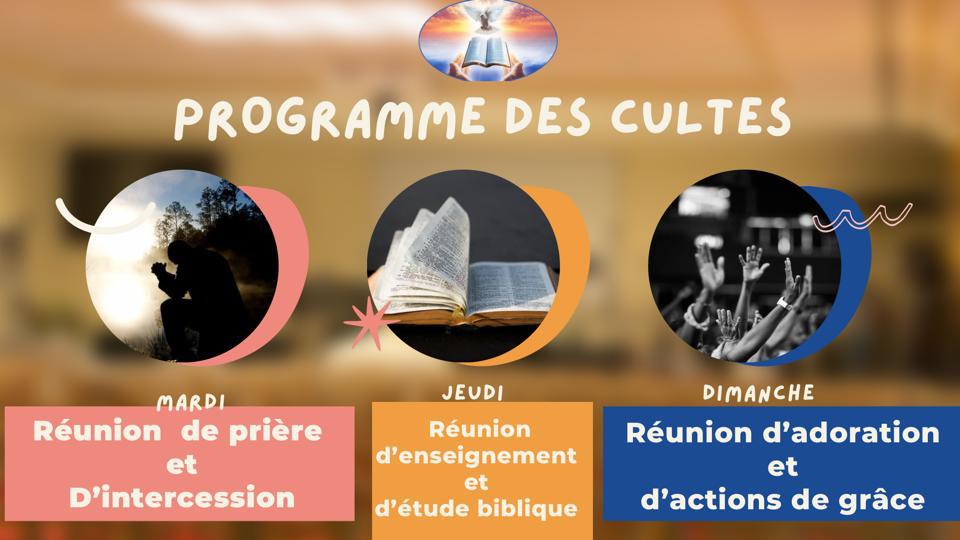 PROGRAMME DES CULTES
MARDI
Réunion de prière
et
D'intercession
JEUDI
Réunion
d'enseignement
et
d'étude biblique
DIMANCHE
Réunion d'adoration
et
d'actions de grâce